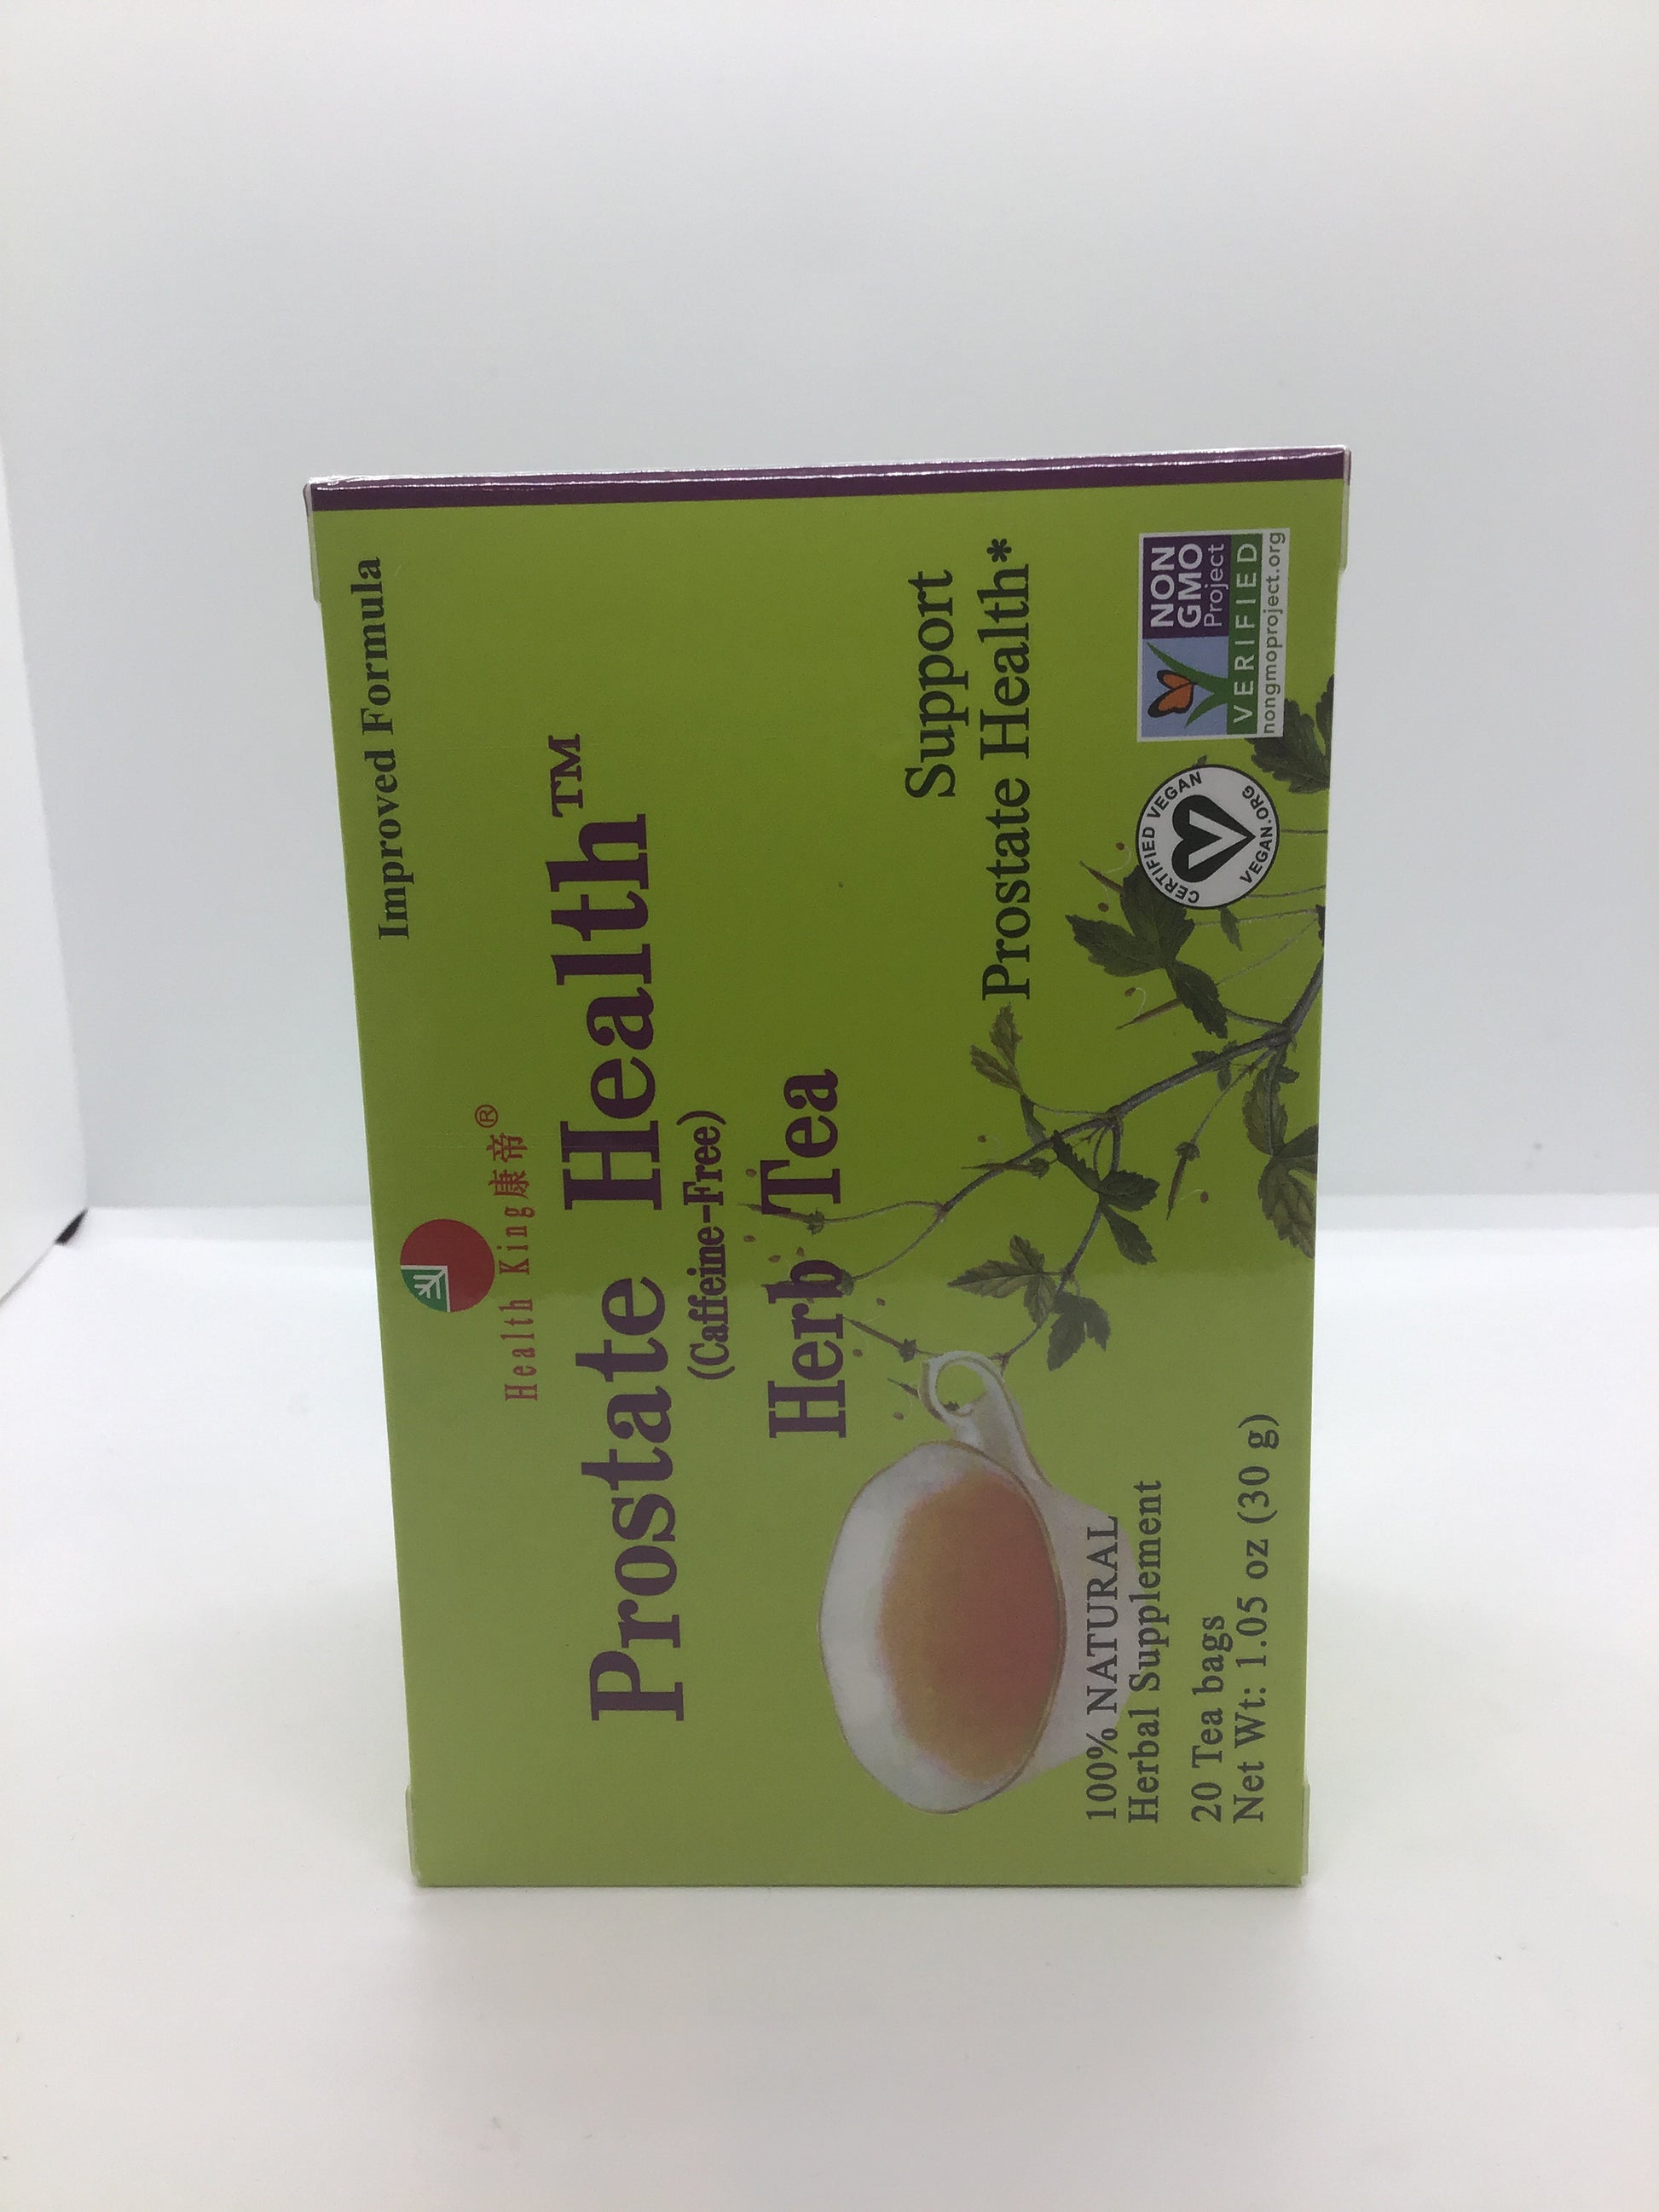 Improved Formula
Health King康帝®
Prostate Health™
(Caffeine-Free)
Herb Tea
Support
Prostate Health*
100% NATURAL
Herbal Supplement
20 Tea bags
Net Wt: 1.05 oz (30 g)
CERTIFIED VEGAN
V
VEGAN.ORG
NON
GMO
Project
VERIFIED
nongmoproject.org